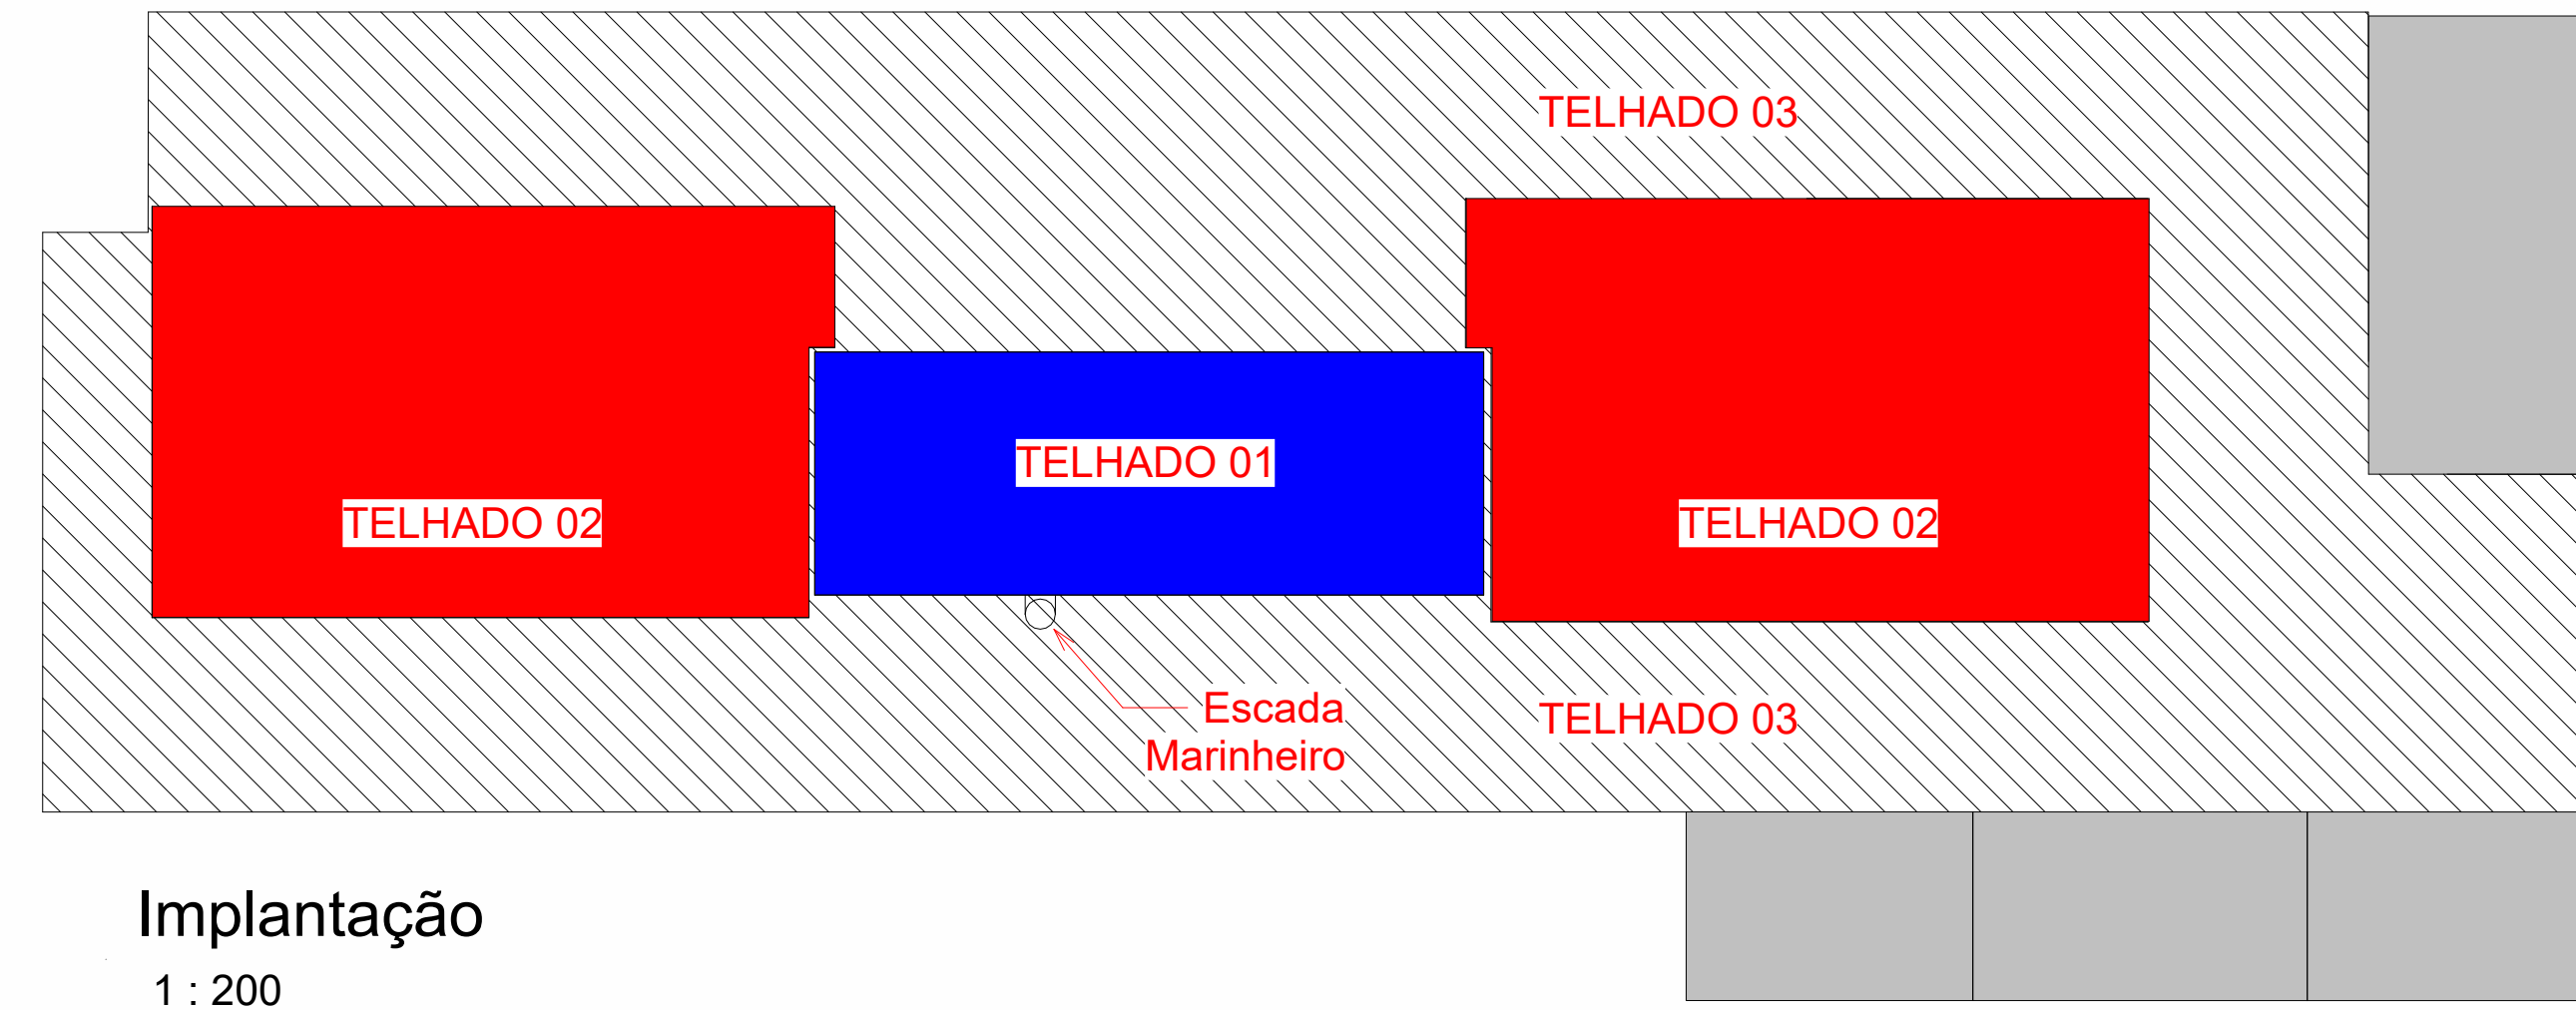 TELHADO 03
TELHADO 01
TELHADO 02
TELHADO 02
Escada
Marinheiro
TELHADO 03
Implantação
1 : 200